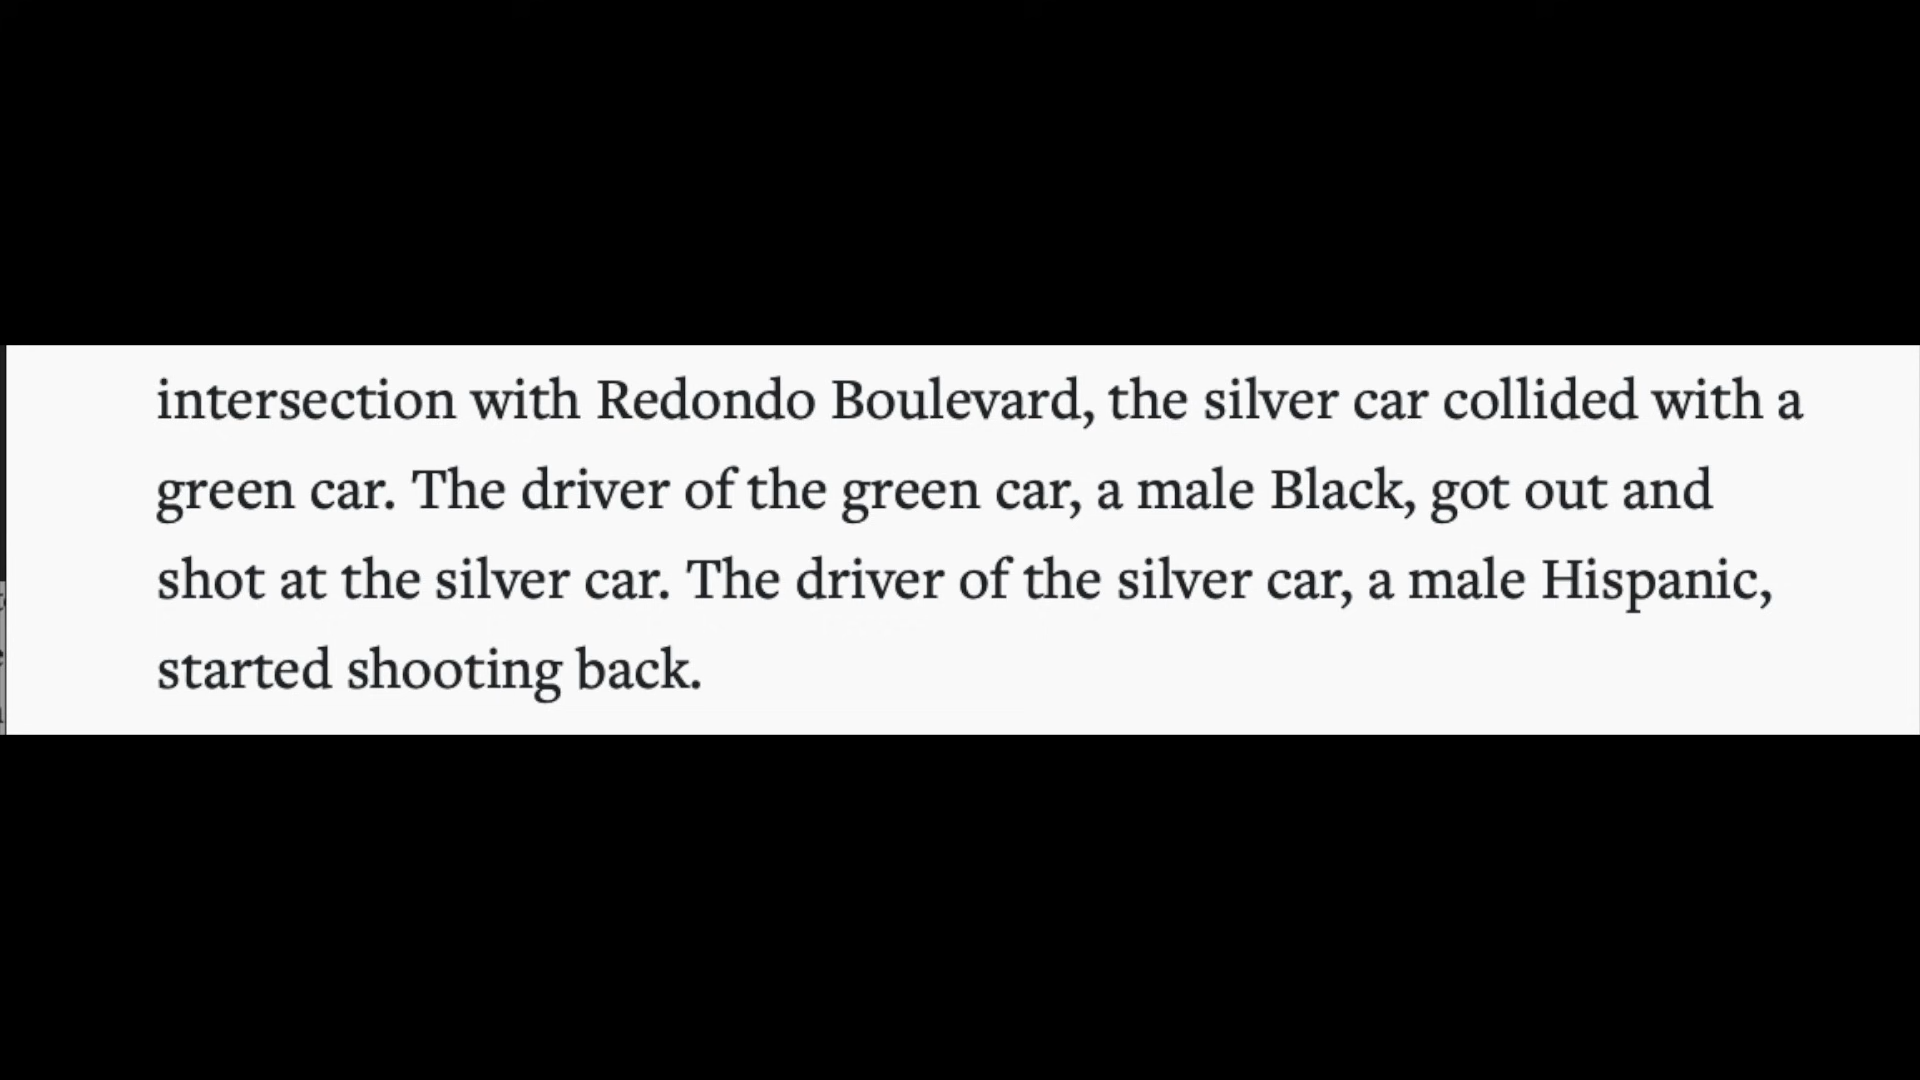 intersection with Redondo Boulevard, the silver car collided with a
green car. The driver of the green car, a male Black, got out and
shot at the silver car. The driver of the silver car, a male Hispanic,
started shooting back.